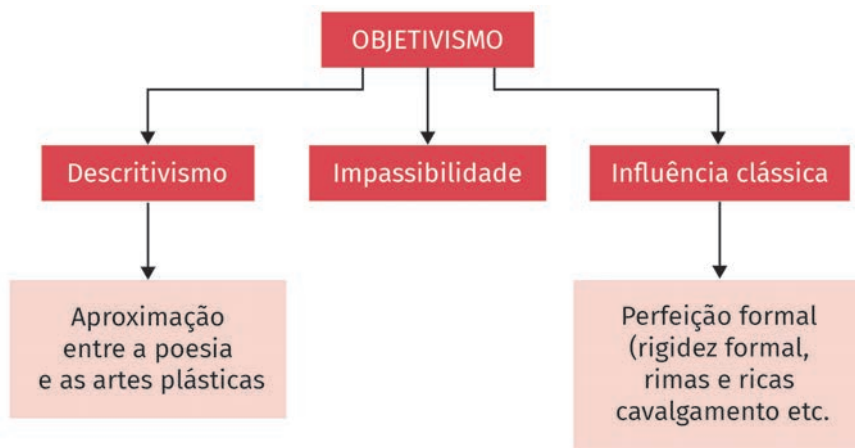 OBJETIVISMO
Descritivismo
Impassibilidade
Influência clássica
Aproximação
entre a poesia
e as artes plásticas
Perfeição formal
(rigidez formal,
rimas e ricas
cavalgamento etc.